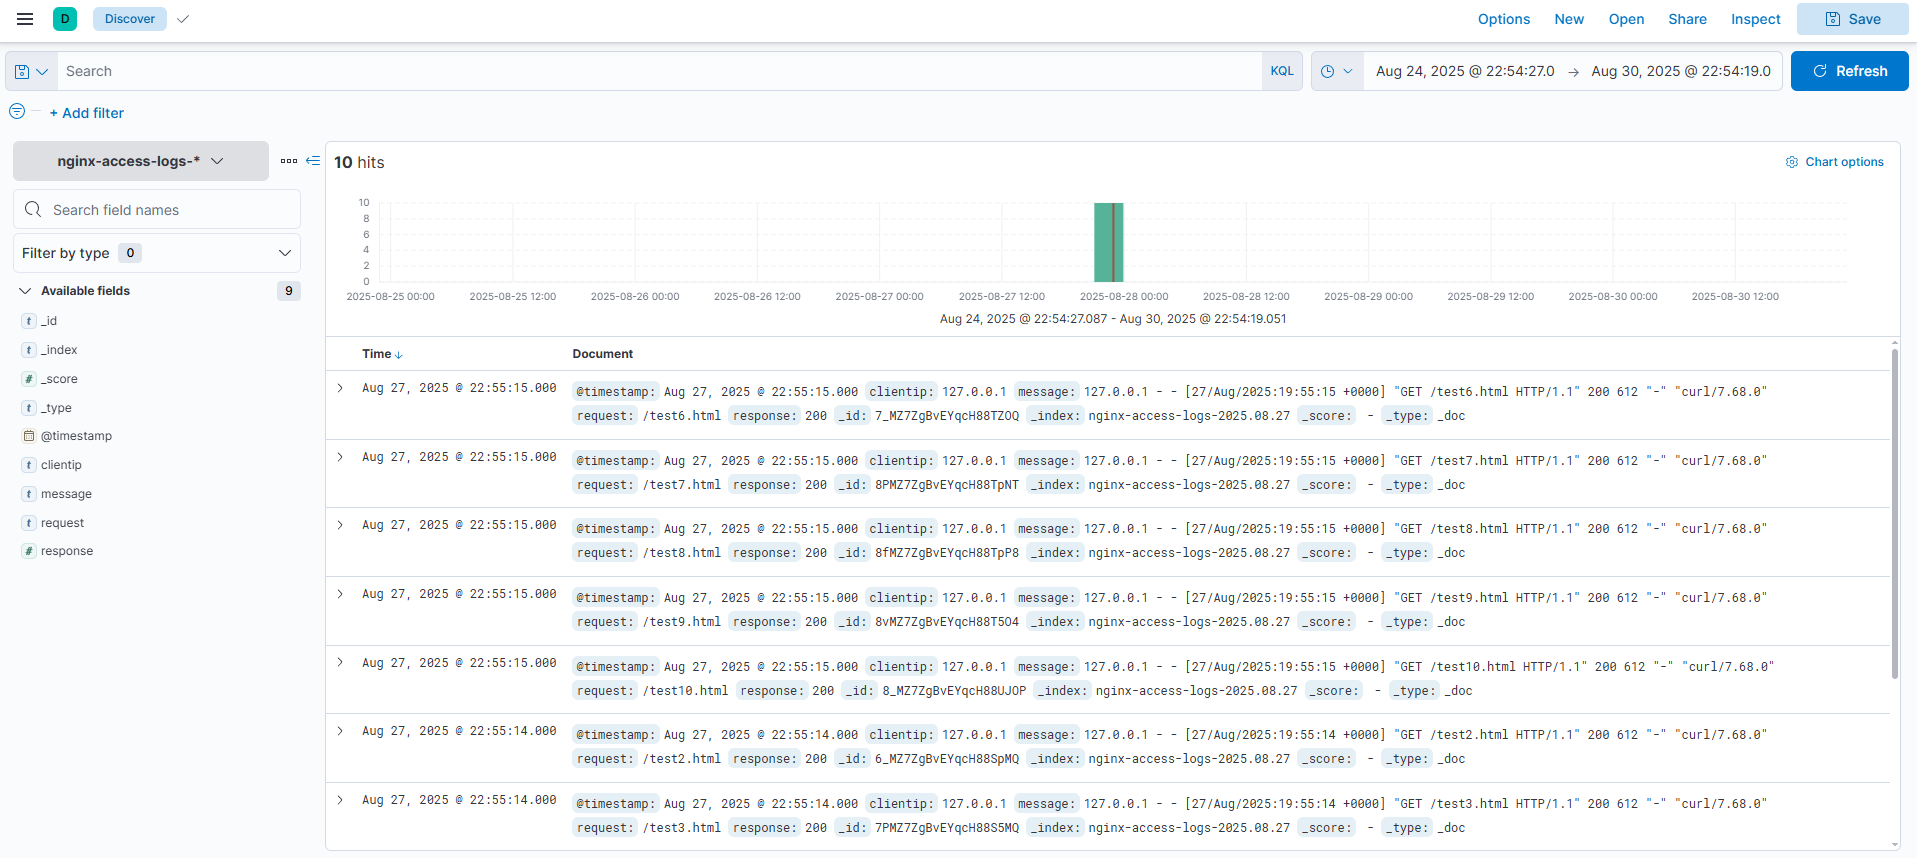 D Discover Options New Open Share Inspect Save
Search KQL Aug 24, 2025 @ 22:54:27.0 → Aug 30, 2025 @ 22:54:19.0 Refresh
+ Add filter
nginx-access-logs-*
Search field names
Filter by type 0
Available fields 9
t _id
t _index
# _score
t _type
@timestamp
t clientip
t message
t request
# response
10 hits Chart options
10
8
6
4
2
0
2025-08-25 00:00 2025-08-25 12:00 2025-08-26 00:00 2025-08-26 12:00 2025-08-27 00:00 2025-08-27 12:00 2025-08-28 00:00 2025-08-28 12:00 2025-08-29 00:00 2025-08-29 12:00 2025-08-30 00:00 2025-08-30 12:00
Aug 24, 2025 @ 22:54:27.087 - Aug 30, 2025 @ 22:54:19.051
Time Document
Aug 27, 2025 @ 22:55:15.000 @timestamp: Aug 27, 2025 @ 22:55:15.000 clientip: 127.0.0.1 message: 127.0.0.1 - - [27/Aug/2025:19:55:15 +0000] "GET /test6.html HTTP/1.1" 200 612 "-" "curl/7.68.0"
request: /test6.html response: 200 _id: 7_MZ7ZgBvEYqcH88TZOQ _index: nginx-access-logs-2025.08.27 _score: - _type: _doc
Aug 27, 2025 @ 22:55:15.000 @timestamp: Aug 27, 2025 @ 22:55:15.000 clientip: 127.0.0.1 message: 127.0.0.1 - - [27/Aug/2025:19:55:15 +0000] "GET /test7.html HTTP/1.1" 200 612 "-" "curl/7.68.0"
request: /test7.html response: 200 _id: 8PMZ7ZgBvEYqcH88TpNT _index: nginx-access-logs-2025.08.27 _score: - _type: _doc
Aug 27, 2025 @ 22:55:15.000 @timestamp: Aug 27, 2025 @ 22:55:15.000 clientip: 127.0.0.1 message: 127.0.0.1 - - [27/Aug/2025:19:55:15 +0000] "GET /test8.html HTTP/1.1" 200 612 "-" "curl/7.68.0"
request: /test8.html response: 200 _id: 8fMZ7ZgBvEYqcH88TpP8 _index: nginx-access-logs-2025.08.27 _score: - _type: _doc
Aug 27, 2025 @ 22:55:15.000 @timestamp: Aug 27, 2025 @ 22:55:15.000 clientip: 127.0.0.1 message: 127.0.0.1 - - [27/Aug/2025:19:55:15 +0000] "GET /test9.html HTTP/1.1" 200 612 "-" "curl/7.68.0"
request: /test9.html response: 200 _id: 8vMZ7ZgBvEYqcH88T5O4 _index: nginx-access-logs-2025.08.27 _score: - _type: _doc
Aug 27, 2025 @ 22:55:15.000 @timestamp: Aug 27, 2025 @ 22:55:15.000 clientip: 127.0.0.1 message: 127.0.0.1 - - [27/Aug/2025:19:55:15 +0000] "GET /test10.html HTTP/1.1" 200 612 "-" "curl/7.68.0"
request: /test10.html response: 200 _id: 8_MZ7ZgBvEYqcH88UJOP _index: nginx-access-logs-2025.08.27 _score: - _type: _doc
Aug 27, 2025 @ 22:55:14.000 @timestamp: Aug 27, 2025 @ 22:55:14.000 clientip: 127.0.0.1 message: 127.0.0.1 - - [27/Aug/2025:19:55:14 +0000] "GET /test2.html HTTP/1.1" 200 612 "-" "curl/7.68.0"
request: /test2.html response: 200 _id: 6_MZ7ZgBvEYqcH88SpMQ _index: nginx-access-logs-2025.08.27 _score: - _type: _doc
Aug 27, 2025 @ 22:55:14.000 @timestamp: Aug 27, 2025 @ 22:55:14.000 clientip: 127.0.0.1 message: 127.0.0.1 - - [27/Aug/2025:19:55:14 +0000] "GET /test3.html HTTP/1.1" 200 612 "-" "curl/7.68.0"
request: /test3.html response: 200 _id: 7PMZ7ZgBvEYqcH88S5MQ _index: nginx-access-logs-2025.08.27 _score: - _type: _doc